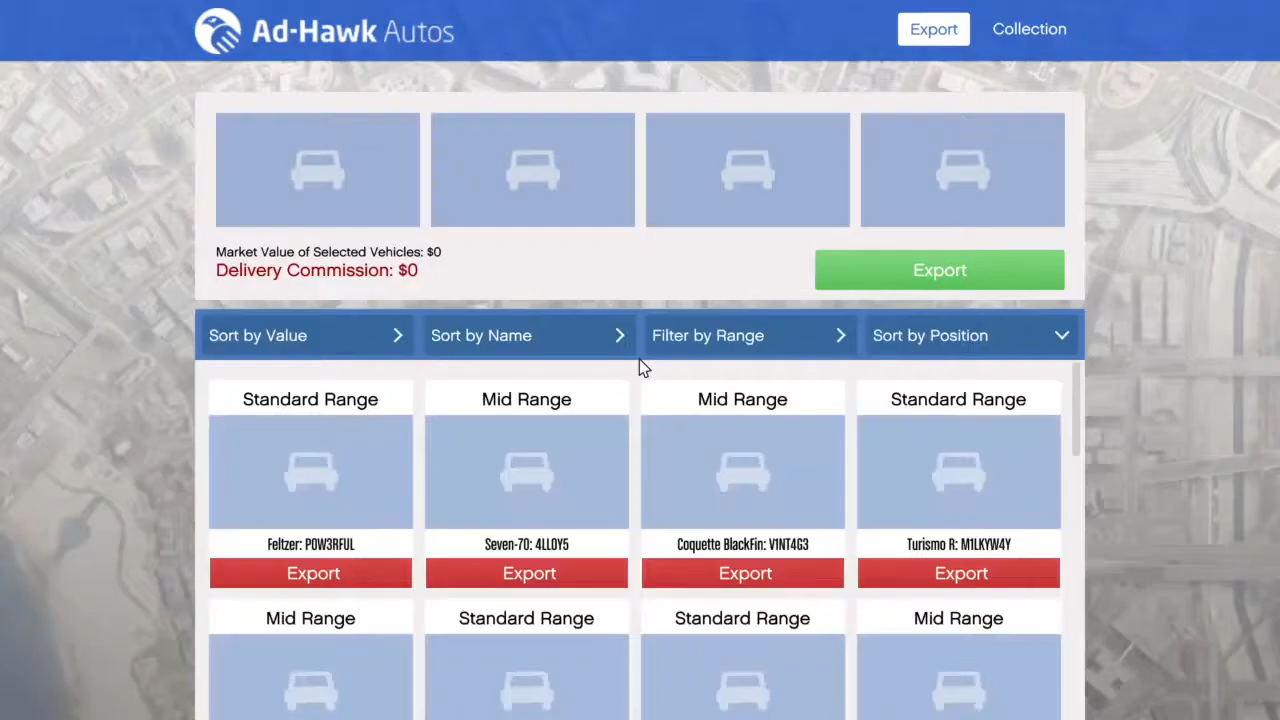 Ad-Hawk Autos
Export
Collection
Market Value of Selected Vehicles: $0
Delivery Commission: $0
Export
Sort by Value
Sort by Name
Filter by Range
Sort by Position
Standard Range
Mid Range
Mid Range
Standard Range
Feltzer: P0W3RFUL
Seven-70: 4LL0Y5
Coquette BlackFin: V1NT4G3
Turismo R: M1LKYW4Y
Export
Export
Export
Export
Mid Range
Standard Range
Standard Range
Mid Range